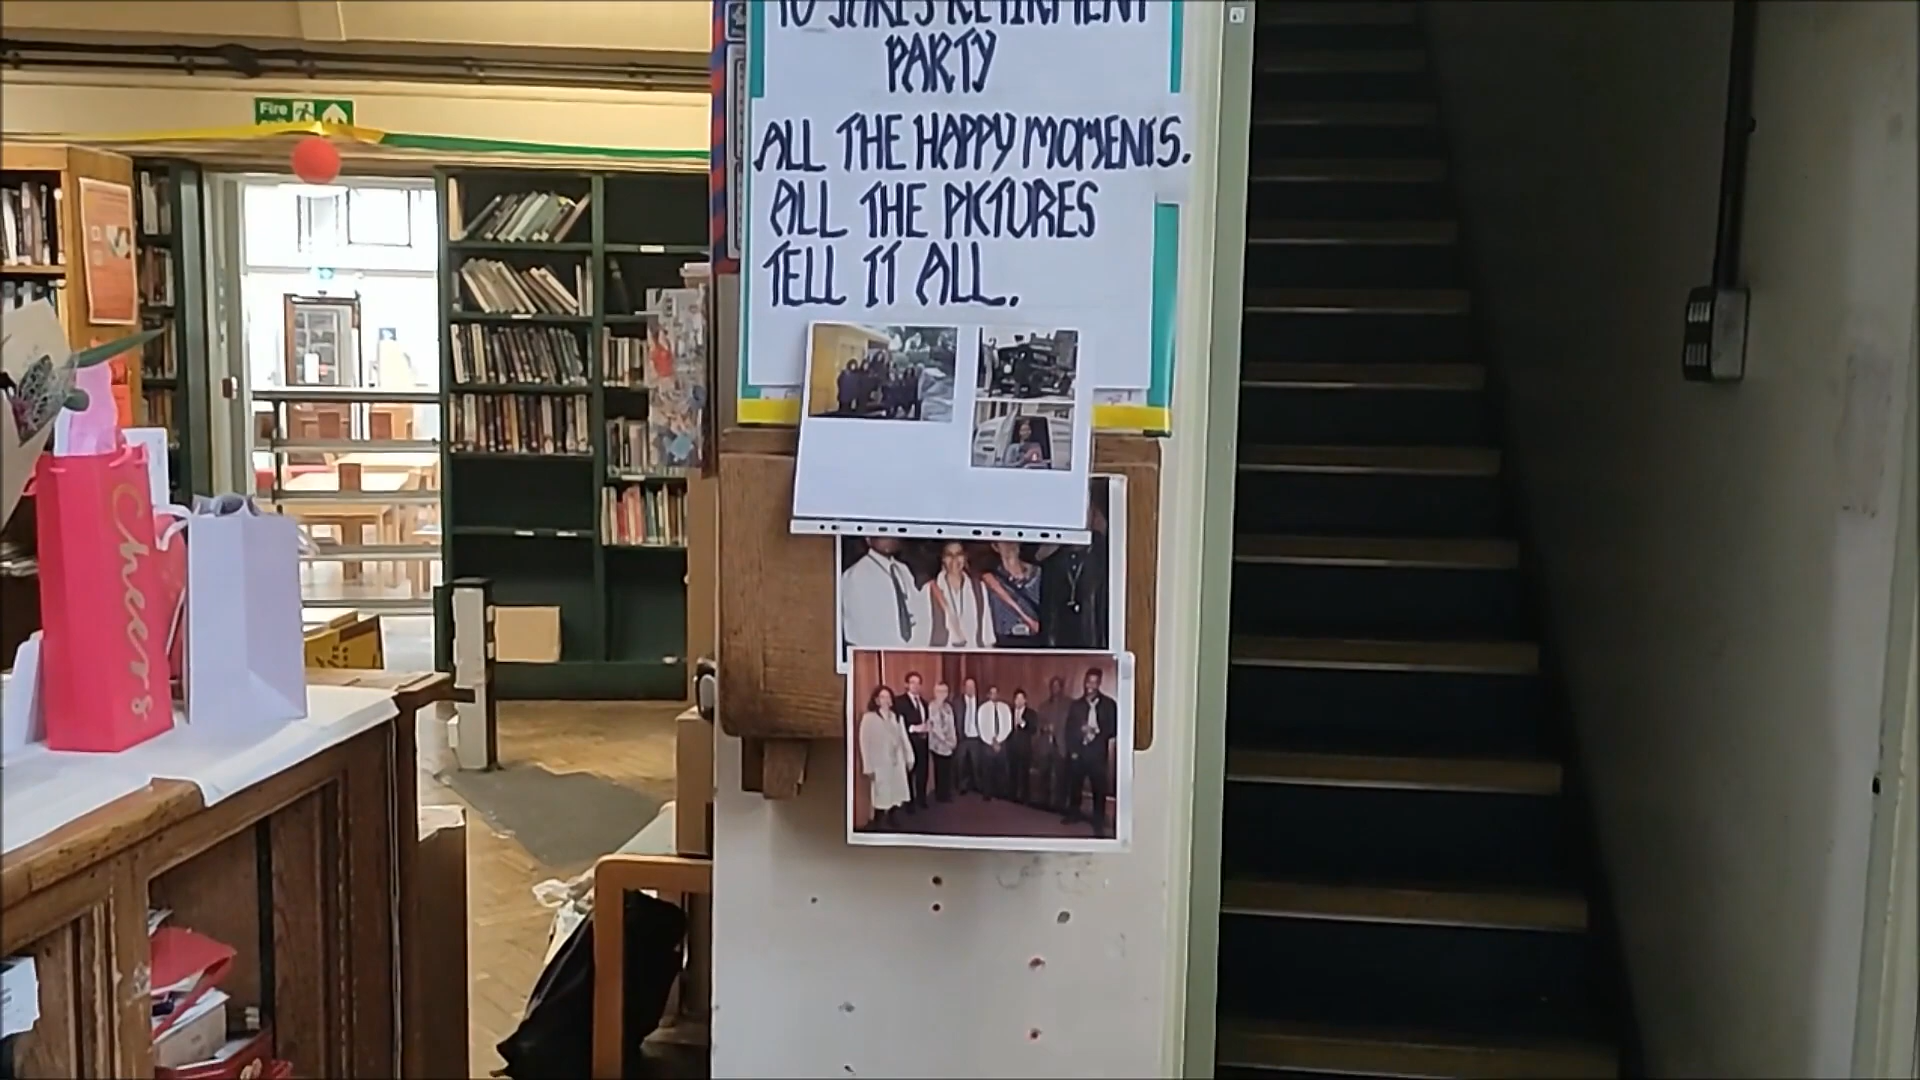 Fire
PARTY
ALL THE HAPPY MOMENTS.
ALL THE PICTURES
TELL IT ALL.
Cheers